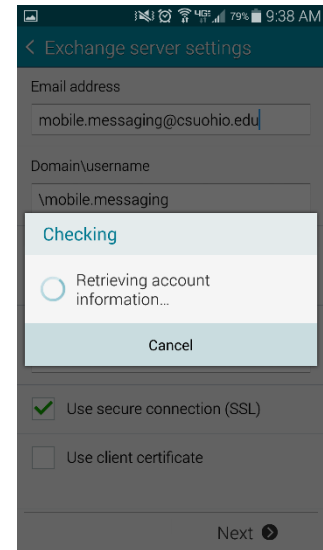 4G 79% 9:38 AM
< Exchange server settings
Email address
mobile.messaging@csuohio.edu
Domain\username
\mobile.messaging
Checking
Retrieving account
information...
Cancel
Use secure connection (SSL)
Use client certificate
Next